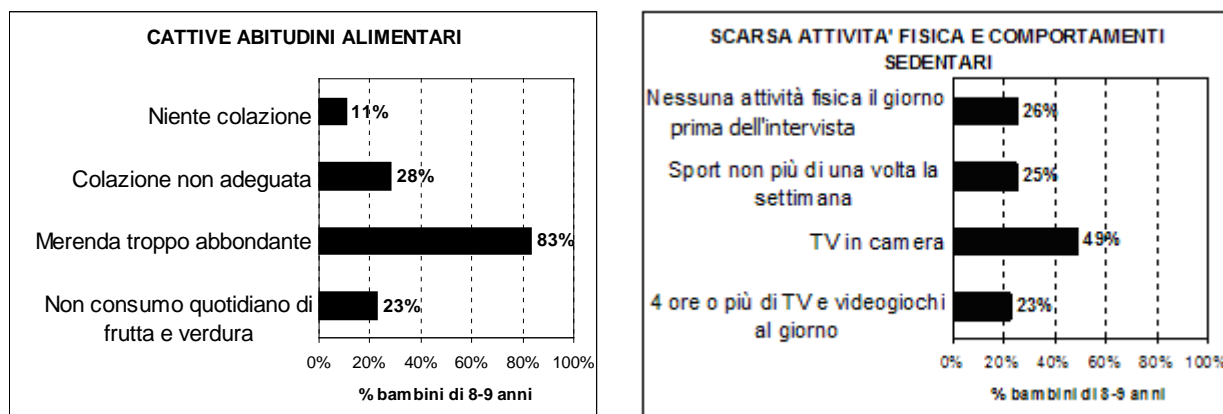 CATTIVE ABITUDINI ALIMENTARI
Niente colazione
11%
Colazione non adeguata
28%
Merenda troppo abbondante
83%
Non consumo quotidiano di
frutta e verdura
23%
0% 20% 40% 60% 80% 100%
% bambini di 8-9 anni
SCARSA ATTIVITA' FISICA E COMPORTAMENTI
SEDENTARI
Nessuna attività fisica il giorno
prima dell'intervista
26%
Sport non più di una volta la
settimana
25%
TV in camera
49%
4 ore o più di TV e videogiochi
al giorno
23%
0% 20% 40% 60% 80% 100%
% bambini di 8-9 anni